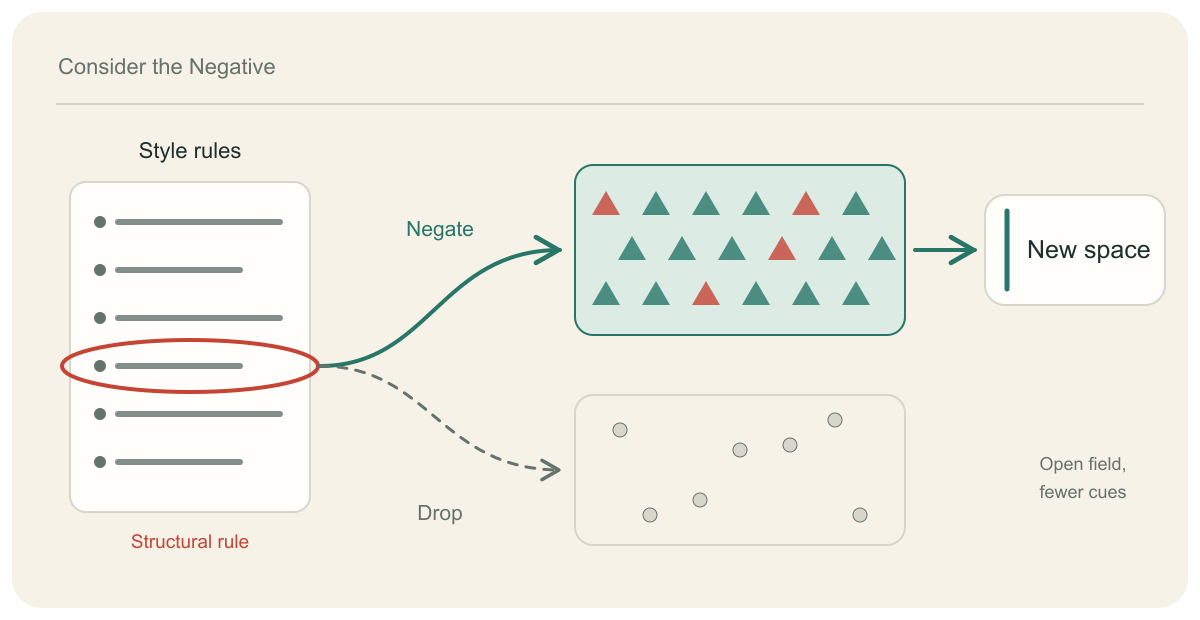 Consider the Negative
Style rules
Negate
New space
Drop
Open field,
fewer cues
Structural rule